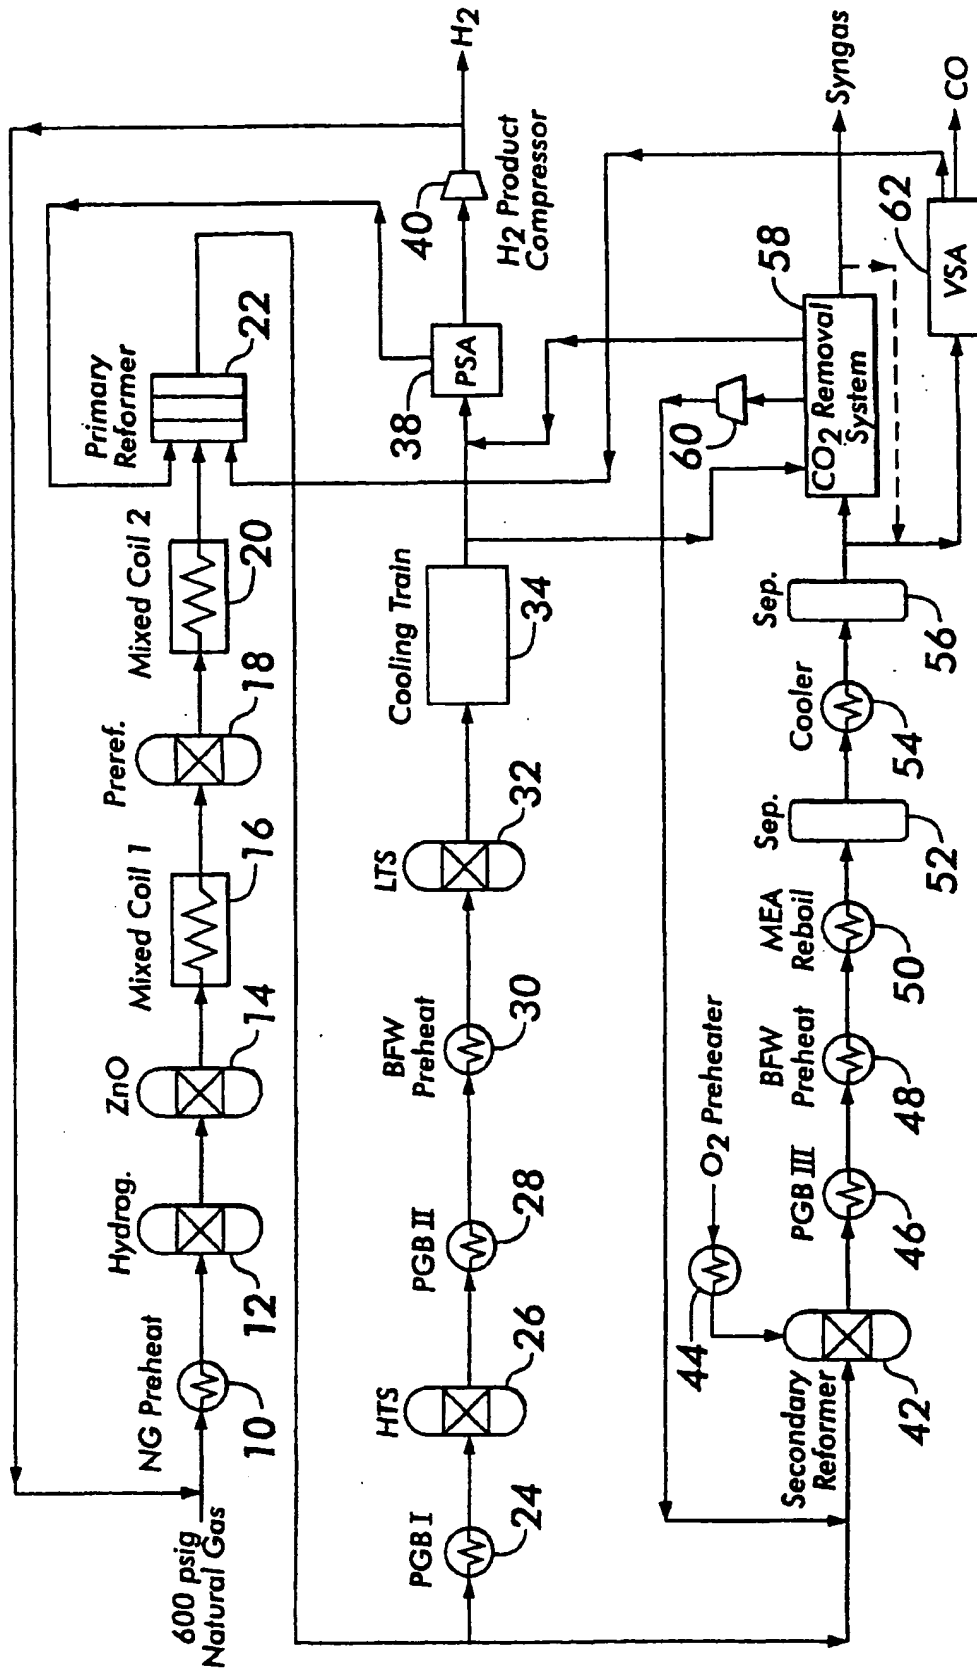 600 psig
Natural Gas
NG Preheat
10
Hydrog.
12
ZnO
14
Mixed Coil 1
16
Preref.
18
Mixed Coil 2
20
Primary
Reformer
22
PGB I
24
HTS
26
PGB II
28
BFW
Preheat
30
LTS
32
Cooling Train
34
PSA
38
40
H2 Product
Compressor
H2
Secondary
Reformer
42
44
O2 Preheater
PGB III
46
BFW
Preheat
48
MEA
Reboil
50
Sep.
52
Cooler
54
Sep.
56
CO2 Removal
System
58
60
Syngas
VSA
62
CO